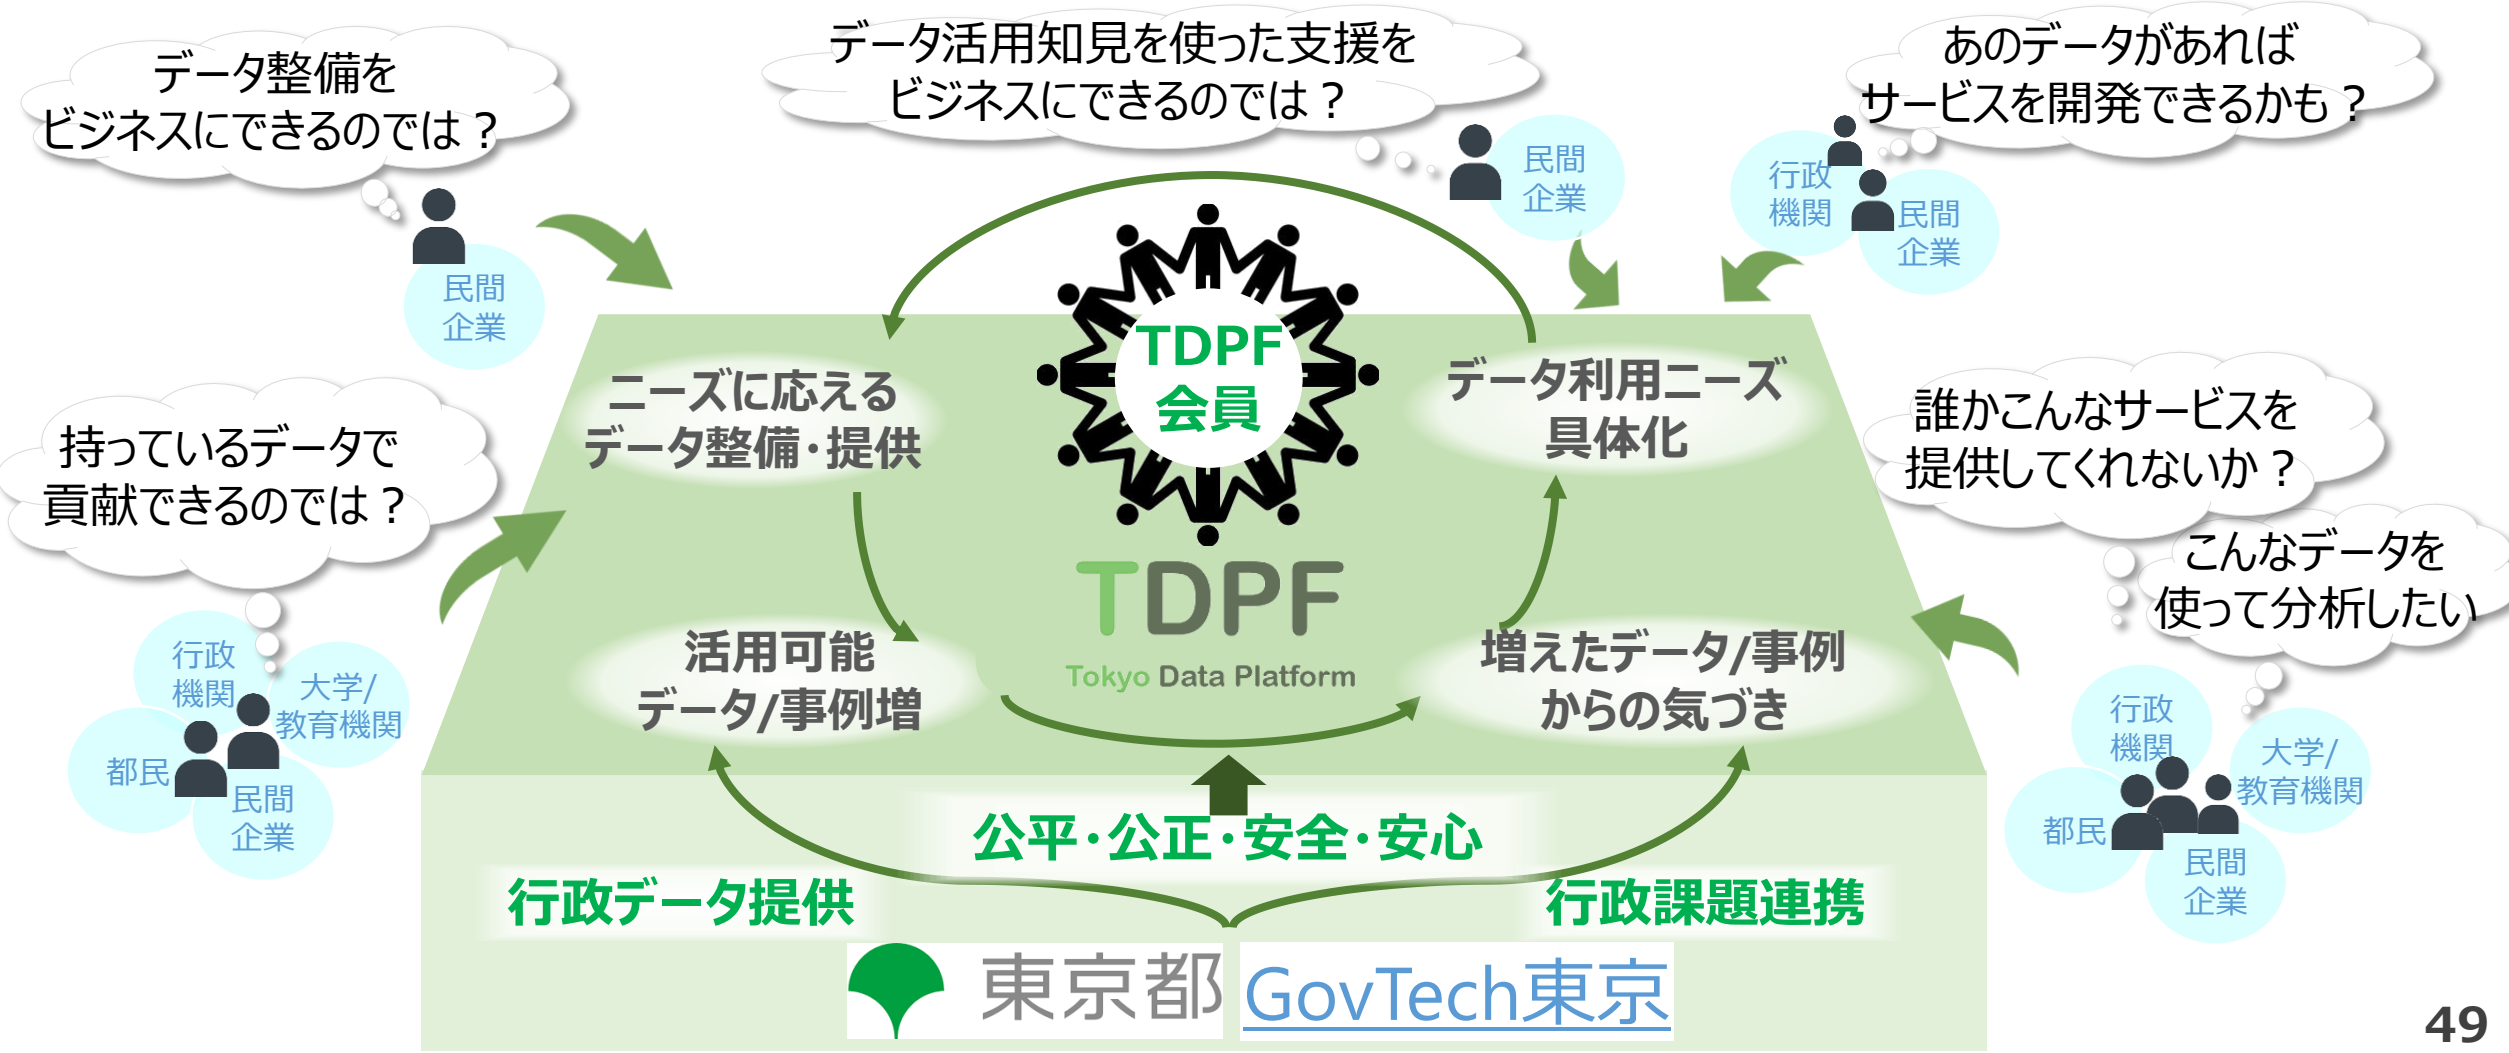 データ整備を
ビジネスにできるのでは？
データ活用知見を使った支援を
ビジネスにできるのでは？
あのデータがあれば
サービスを開発できるかも？
民間
企業
民間
企業
行政
機関
民間
企業
持っているデータで
貢献できるのでは？
行政
機関
大学/
教育機関
都民
民間
企業
TDPF
会員
ニーズに応える
データ整備・提供
データ利用ニーズ
具体化
活用可能
データ/事例増
増えたデータ/事例
からの気づき
TDPF
Tokyo Data Platform
誰かこんなサービスを
提供してくれないか？
こんなデータを
使って分析したい
行政
機関
大学/
教育機関
都民
民間
企業
公平・公正・安全・安心
行政データ提供
行政課題連携
東京都
GovTech東京
49